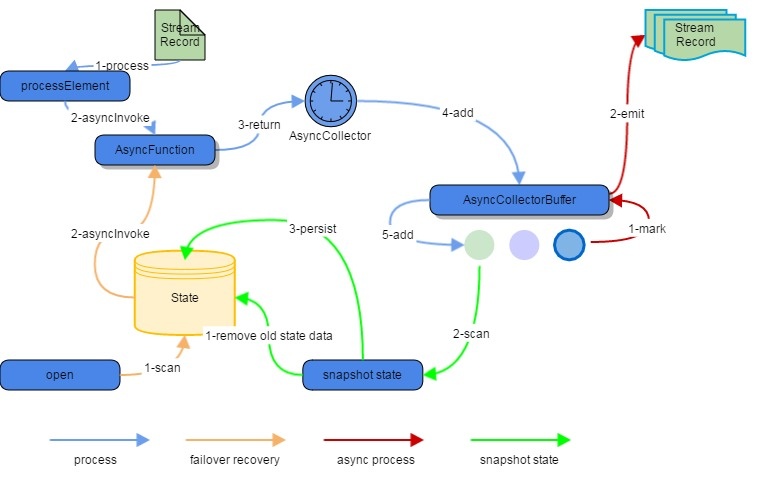 Stream
Record
Stream
Record
1-process
processElement
2-asyncInvoke
3-return
AsyncCollector
4-add
2-emit
AsyncFunction
AsyncCollectorBuffer
2-asyncInvoke
3-persist
5-add
1-mark
State
1-remove old state data
2-scan
open
1-scan
snapshot state
process
failover recovery
async process
snapshot state